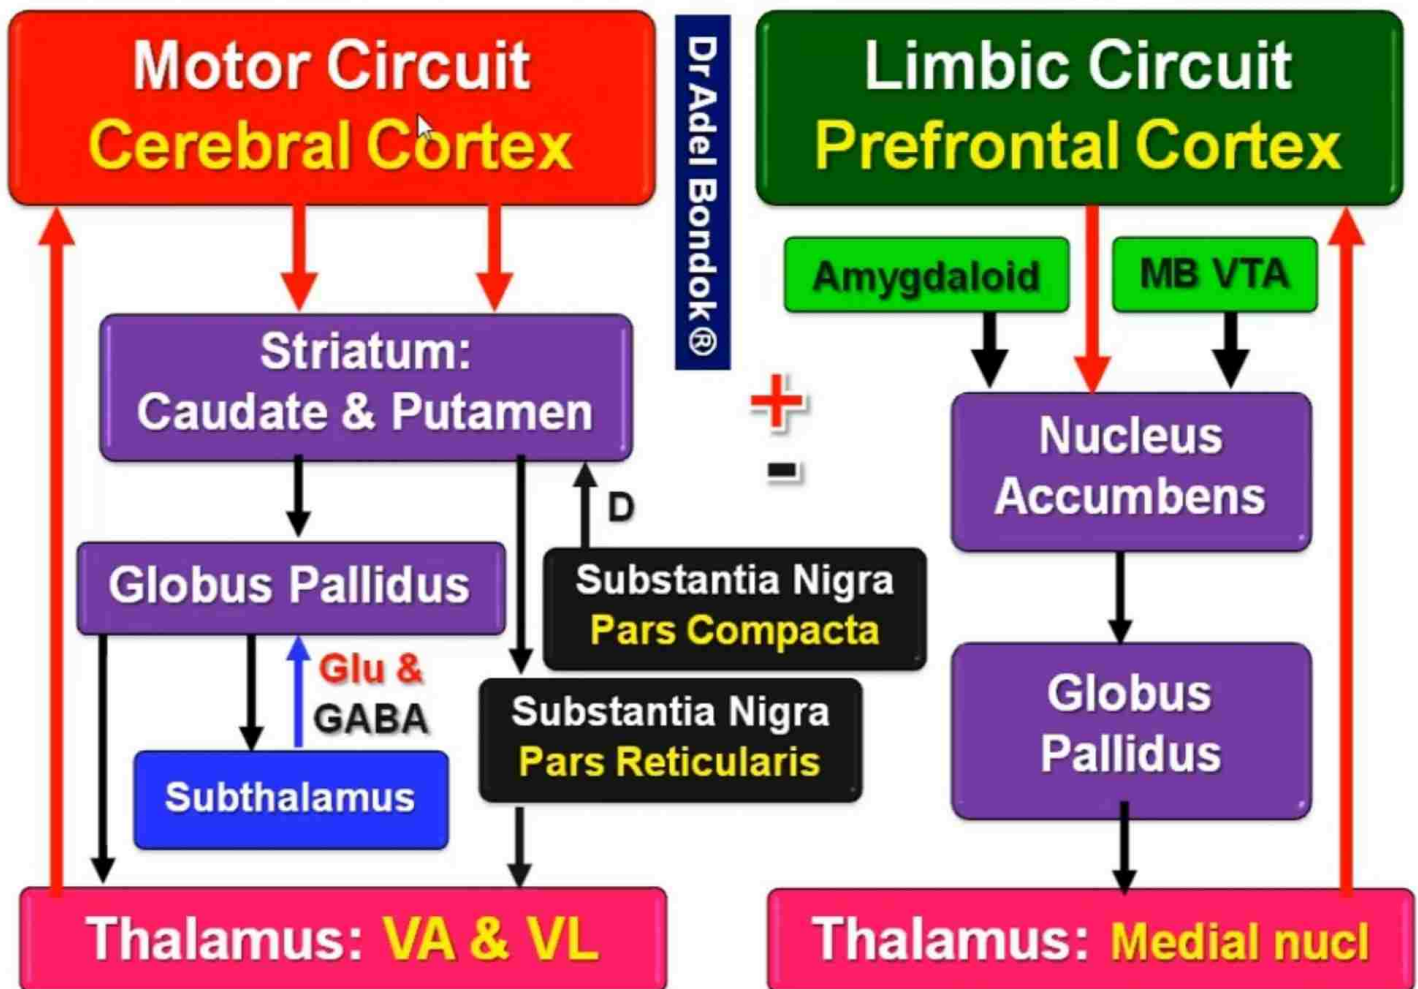 Motor Circuit
Cerebral Cortex
Dr Adel Bondok®
Limbic Circuit
Prefrontal Cortex
Amygdaloid
MB VTA
Striatum:
Caudate & Putamen
+
-
Nucleus
Accumbens
D
Globus Pallidus
Substantia Nigra
Pars Compacta
Glu &
GABA
Substantia Nigra
Pars Reticularis
Globus
Pallidus
Subthalamus
Thalamus: VA & VL
Thalamus: Medial nucl